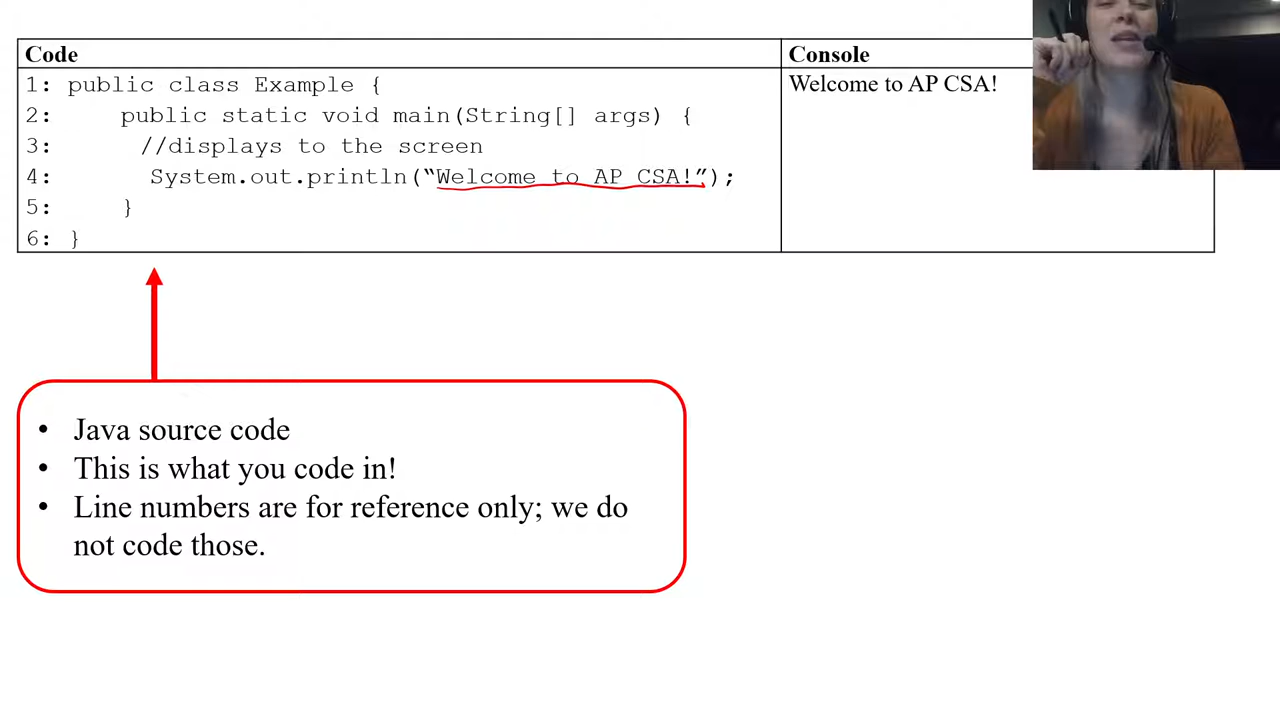 Code
Console
1: public class Example {
2: public static void main(String[] args) {
3: //displays to the screen
4: System.out.println(“Welcome to AP CSA!”);
5: }
6: }
Welcome to AP CSA!
• Java source code
• This is what you code in!
• Line numbers are for reference only; we do
not code those.